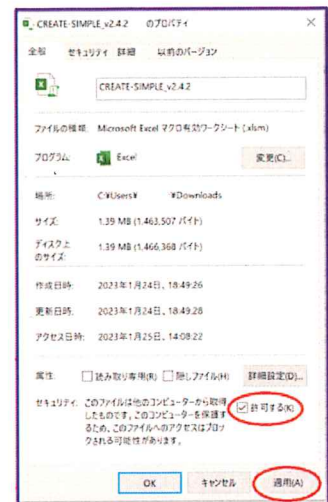 CREATE-SIMPLE_v2.4.2 のプロパティ
全般 セキュリティ 詳細 以前のバージョン
CREATE-SIMPLE_v2.4.2
ファイルの種類: Microsoft Excel マクロ有効ワークシート (.xlsm)
プログラム: Excel 変更(C)...
場所: C:¥Users¥ ¥Downloads
サイズ: 1.39 MB (1,463,507 バイト)
ディスク上
のサイズ: 1.39 MB (1,466,368 バイト)
作成日時: 2023年1月24日、18:49:26
更新日時: 2023年1月24日、18:49:28
アクセス日時: 2023年1月25日、14:08:22
属性: 読み取り専用(R) 隠しファイル(H) 詳細設定(D)...
セキュリティ: このファイルは他のコンピューターから取得
したものです。このコンピューターを保護す
るため、このファイルへのアクセスはブロッ
クされる可能性があります。
許可する(K)
OK キャンセル 適用(A)